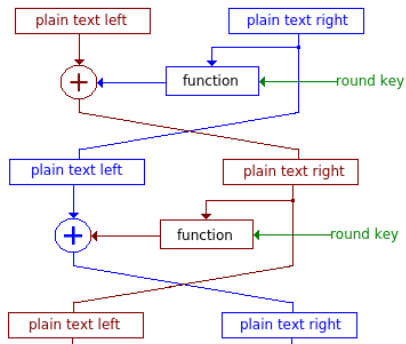 plain text left
plain text right
+
function
round key
plain text left
plain text right
+
function
round key
plain text left
plain text right